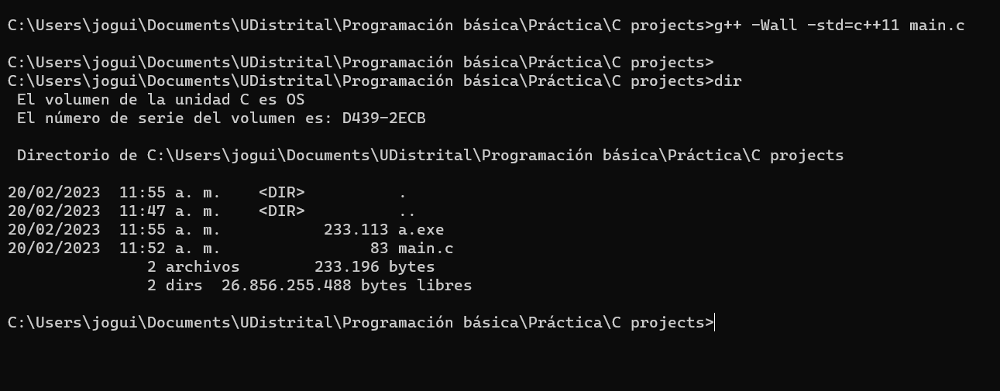 C:\Users\jogui\Documents\UDistrital\Programación básica\Práctica\C projects>g++ -Wall -std=c++11 main.c
C:\Users\jogui\Documents\UDistrital\Programación básica\Práctica\C projects>
C:\Users\jogui\Documents\UDistrital\Programación básica\Práctica\C projects>dir
 El volumen de la unidad C es OS
 El número de serie del volumen es: D439-2ECB
 Directorio de C:\Users\jogui\Documents\UDistrital\Programación básica\Práctica\C projects
20/02/2023  11:55 a. m.    <DIR>          .
20/02/2023  11:47 a. m.    <DIR>          ..
20/02/2023  11:55 a. m.           233.113 a.exe
20/02/2023  11:52 a. m.                83 main.c
               2 archivos        233.196 bytes
               2 dirs  26.856.255.488 bytes libres
C:\Users\jogui\Documents\UDistrital\Programación básica\Práctica\C projects>